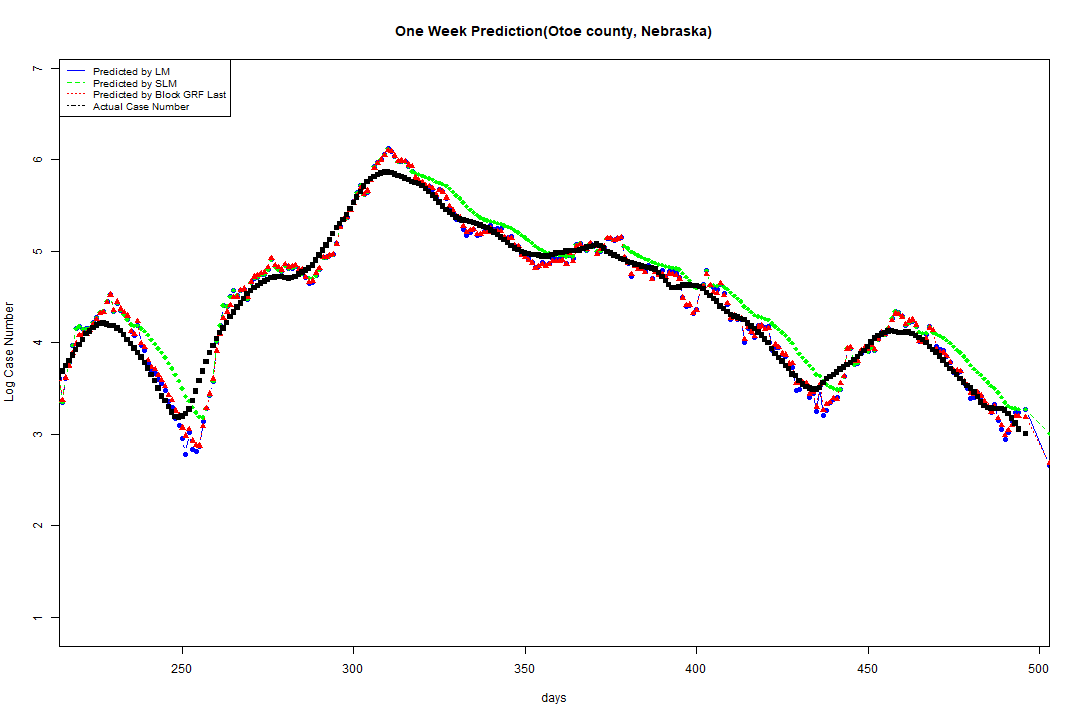 One Week Prediction(Otoe county, Nebraska)
Predicted by LM
Predicted by SLM
Predicted by Block GRF Last
Actual Case Number
Log Case Number
7
6
5
4
3
2
1
250
300
350
400
450
500
days